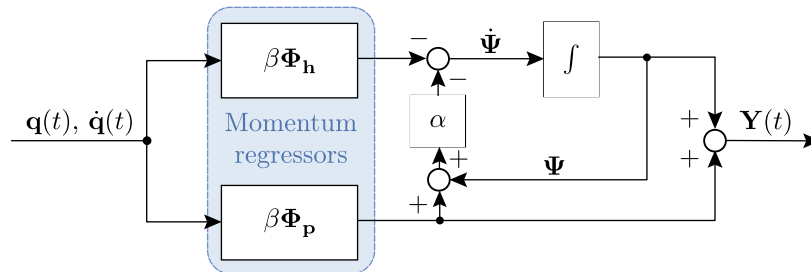 βΦ_h
−
Ψ̇
∫
−
q(t), q̇(t)
Momentum
regressors
α
+
+
Y(t)
+
Ψ
+
βΦ_p